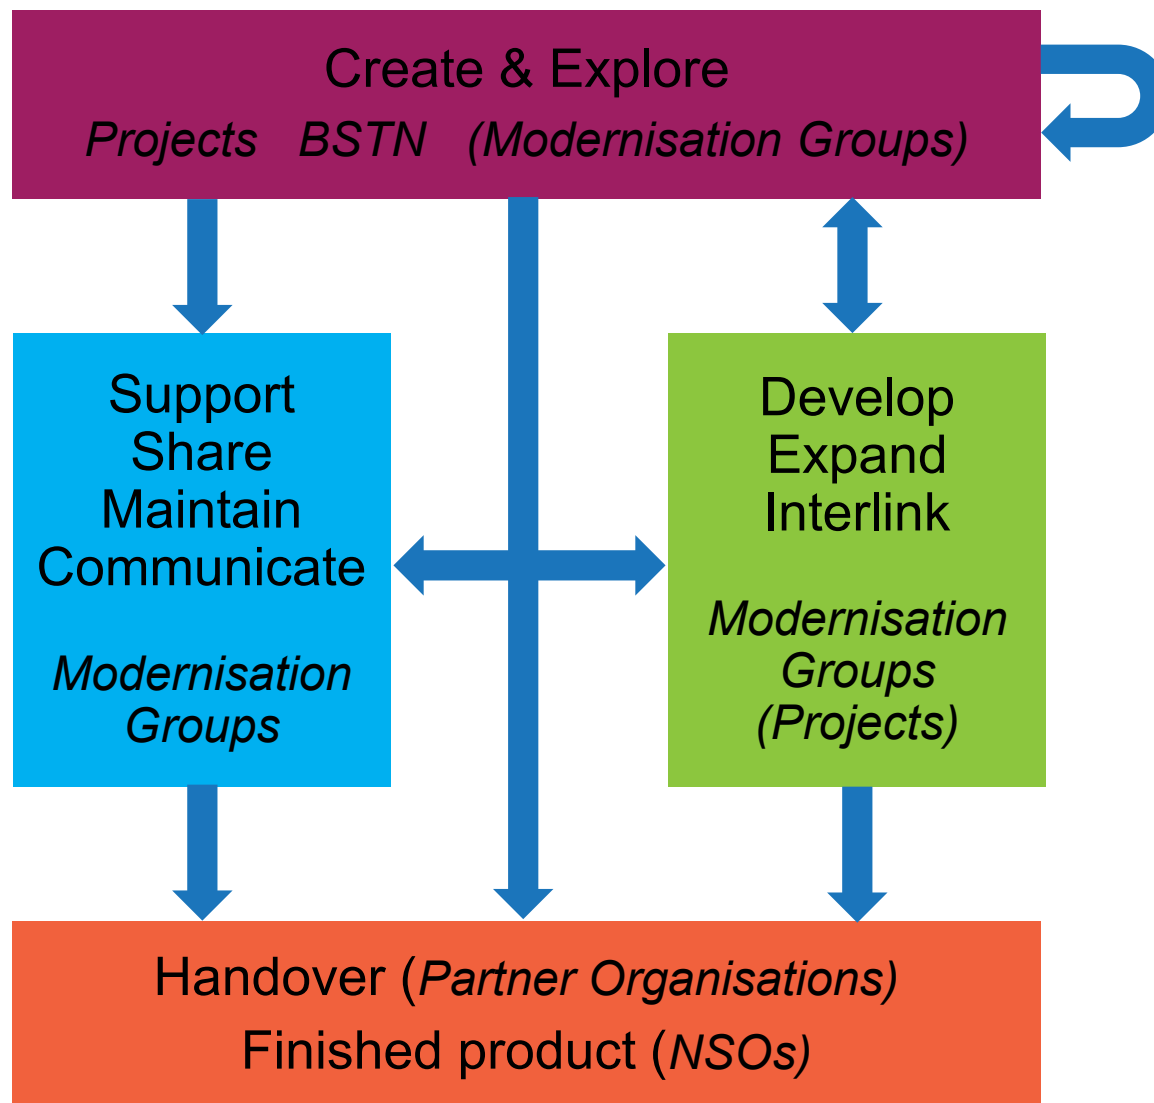 Create & Explore
Projects BSTN (Modernisation Groups)
Support
Share
Maintain
Communicate
Modernisation
Groups
Develop
Expand
Interlink
Modernisation
Groups
(Projects)
Handover (Partner Organisations)
Finished product (NSOs)